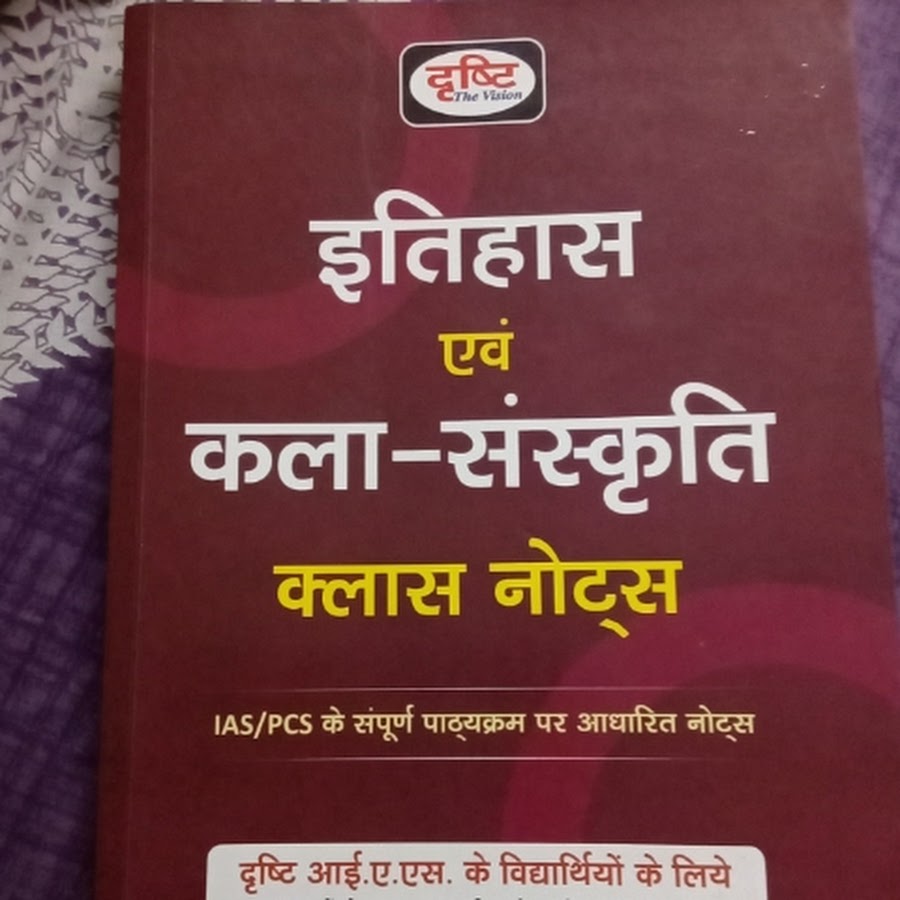 दृष्टि
The Vision
इतिहास
एवं
कला-संस्कृति
क्लास नोट्स
IAS/PCS के संपूर्ण पाठ्यक्रम पर आधारित नोट्स
दृष्टि आई.ए.एस. के विद्यार्थियों के लिये